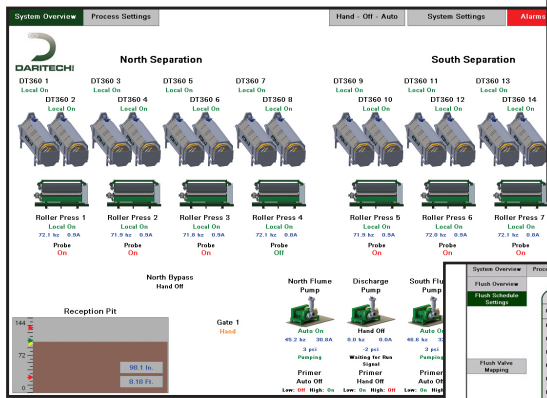 System Overview Process Settings Hand - Off - Auto System Settings Alarms
DARITECH!
North Separation South Separation
DT360 1 DT360 3 DT360 5 DT360 7 DT360 9 DT360 11 DT360 13
Local On Local On Local On Local On Local On Local On Local On
DT360 2 DT360 4 DT360 6 DT360 8 DT360 10 DT360 12 DT360 14
Local On Local On Local On Local On Local On Local On Local On
Roller Press 1 Roller Press 2 Roller Press 3 Roller Press 4 Roller Press 5 Roller Press 6 Roller Press 7
Local On Local On Local On Local On Local On Local On Local On
72.1 hz 0.9A 71.9 hz 0.9A 71.8 hz 0.9A 72.1 hz 0.8A 71.9 hz 0.9A 72.0 hz 0.9A 72.1 hz 0.8A
Probe Probe Probe Probe Probe Probe Probe
On On On Off On On On
North Bypass
Hand Off
Reception Pit
144
72
0
98.1 In.
8.18 Ft.
Gate 1
Hand
North Flume Discharge South Flu
Pump Pump Pump
Auto On Hand Off Auto O
45.2 hz 30.8A 0.0 hz 0.0A 46.8 hz 32
3 psi -2 psi 3 psi
Pumping Waiting for Run Pumping
Signal
Primer Primer Primer
Auto Off Hand Off Auto Off
Low: Off High: On Low: On High: On Low: On High:
System Overview Proc
Flush Overview
Flush Schedule
Settings
Flush Valve
Mapping